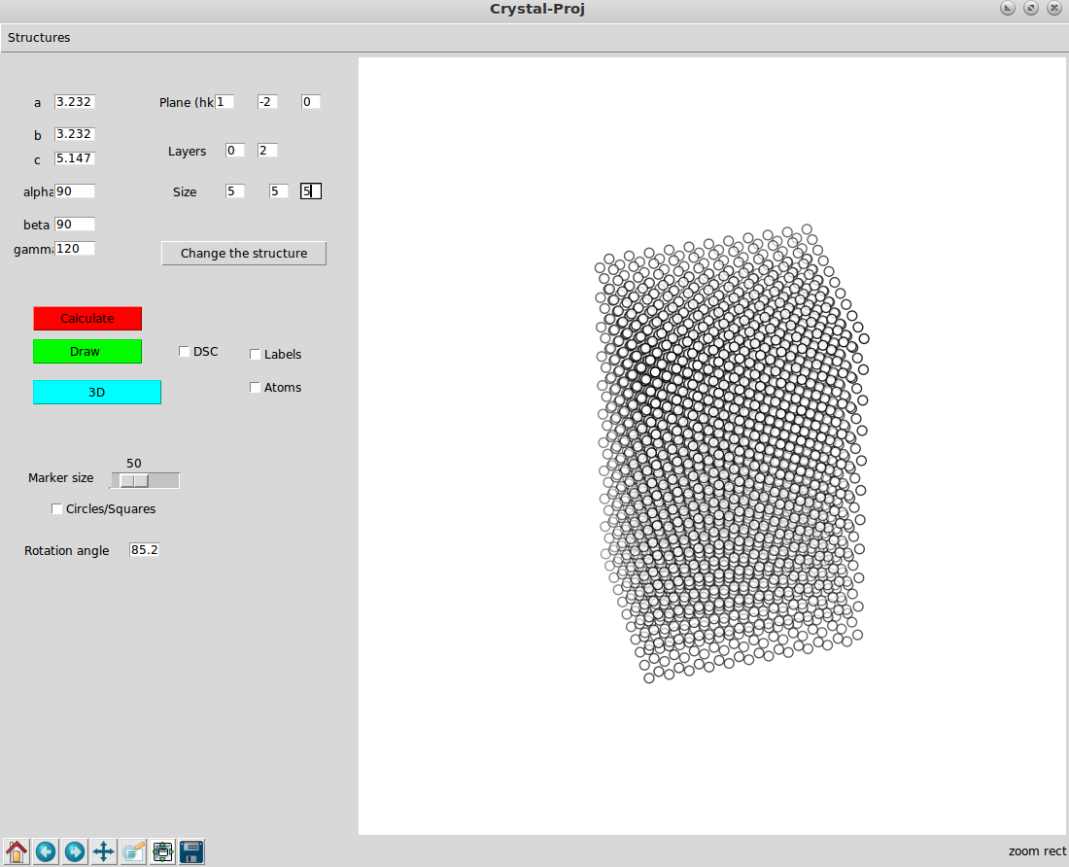 Crystal-Proj
Structures
a 3.232 Plane (hk 1 -2 0
b 3.232
c 5.147 Layers 0 2
alpha 90 Size 5 5 5
beta 90
gamma 120 Change the structure
Calculate
Draw DSC Labels
3D Atoms
50
Marker size
Circles/Squares
Rotation angle 85.2
zoom rect